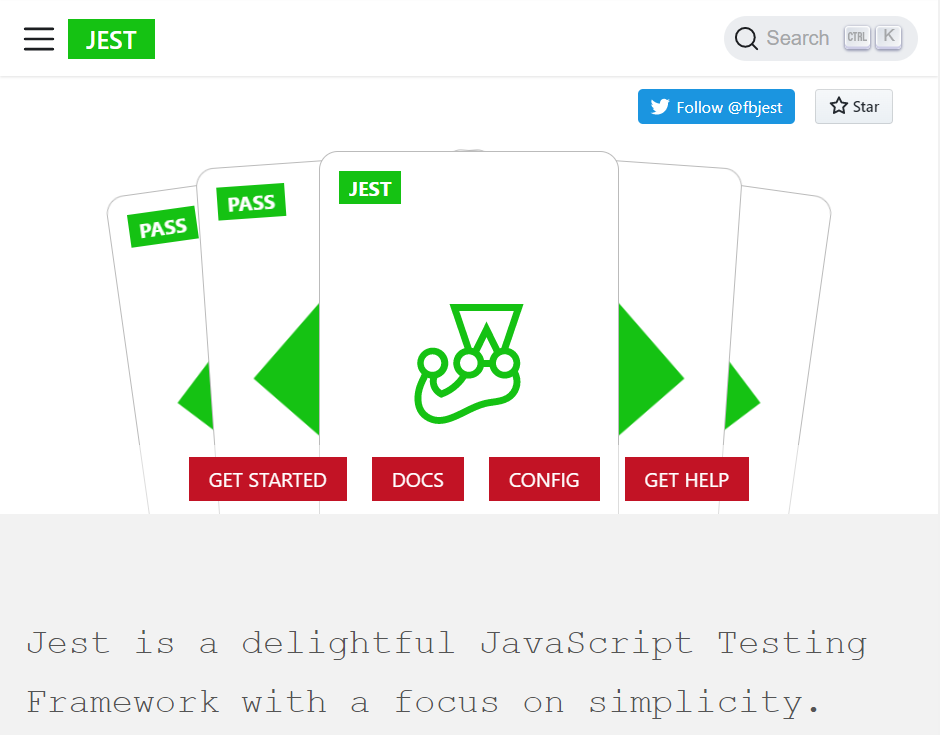 JEST
Search CTRL K
Follow @fbjest
Star
PASS
PASS
JEST
GET STARTED
DOCS
CONFIG
GET HELP
Jest is a delightful JavaScript Testing
Framework with a focus on simplicity.